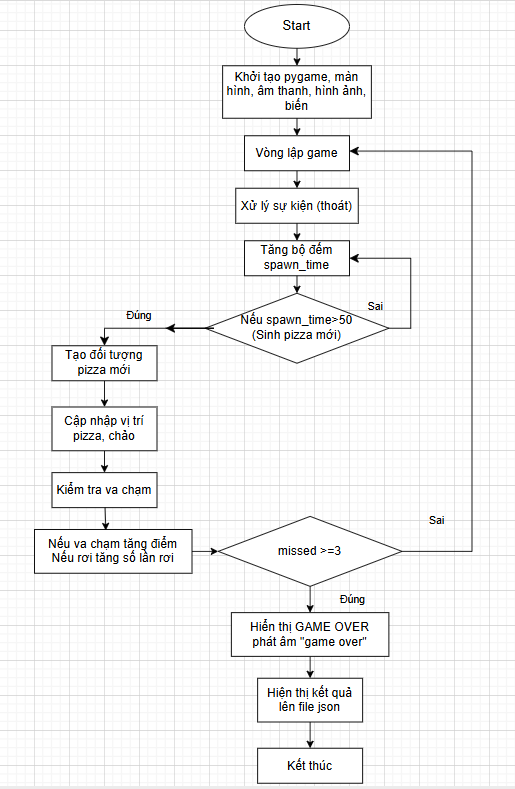 Start
Khởi tạo pygame, màn
hình, âm thanh, hình ảnh,
biến
Vòng lập game
Xử lý sự kiện (thoát)
Tăng bộ đếm
spawn_time
Sai
Nếu spawn_time>50
(Sinh pizza mới)
Đúng
Tạo đối tượng
pizza mới
Cập nhập vị trí
pizza, chảo
Kiểm tra va chạm
Nếu va chạm tăng điểm
Nếu rơi tăng số lần rơi
missed >=3
Sai
Đúng
Hiển thị GAME OVER
phát âm "game over"
Hiện thị kết quả
lên file json
Kết thúc